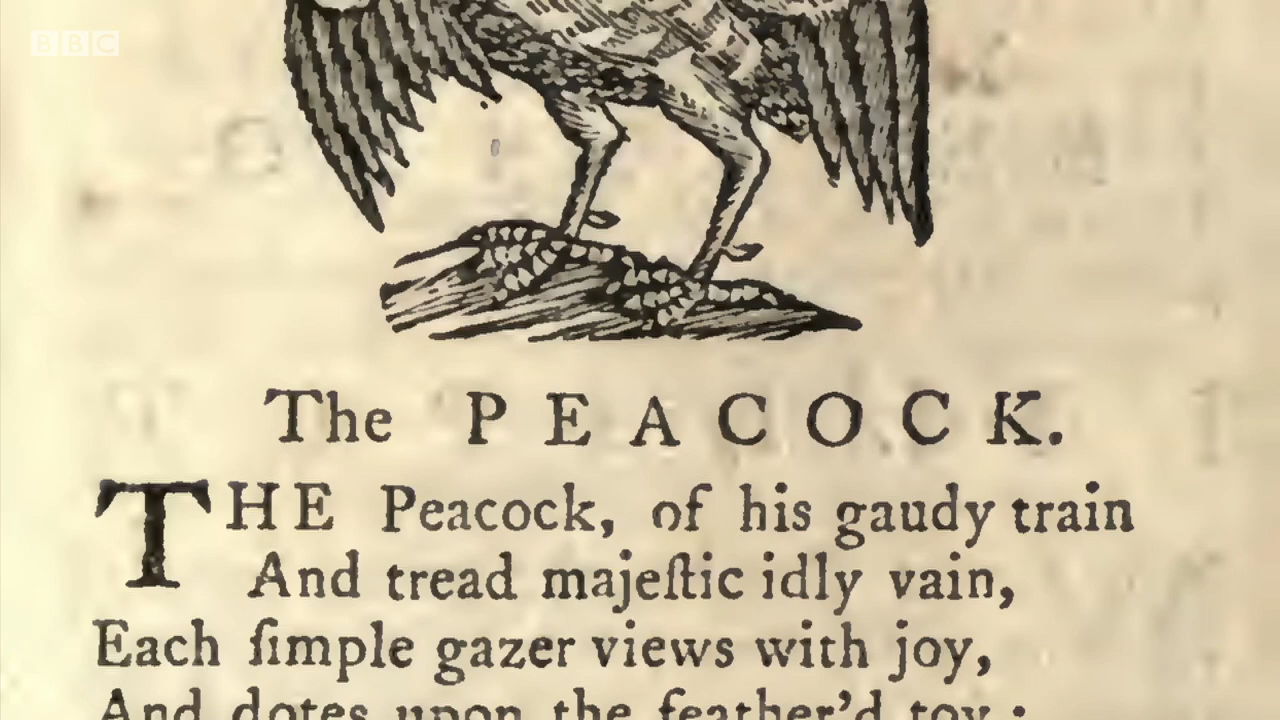 BBC
The PEACOCK.
THE Peacock, of his gaudy train
And tread majeſtic idly vain,
Each ſimple gazer views with joy,
And dotes upon the feather'd toy;